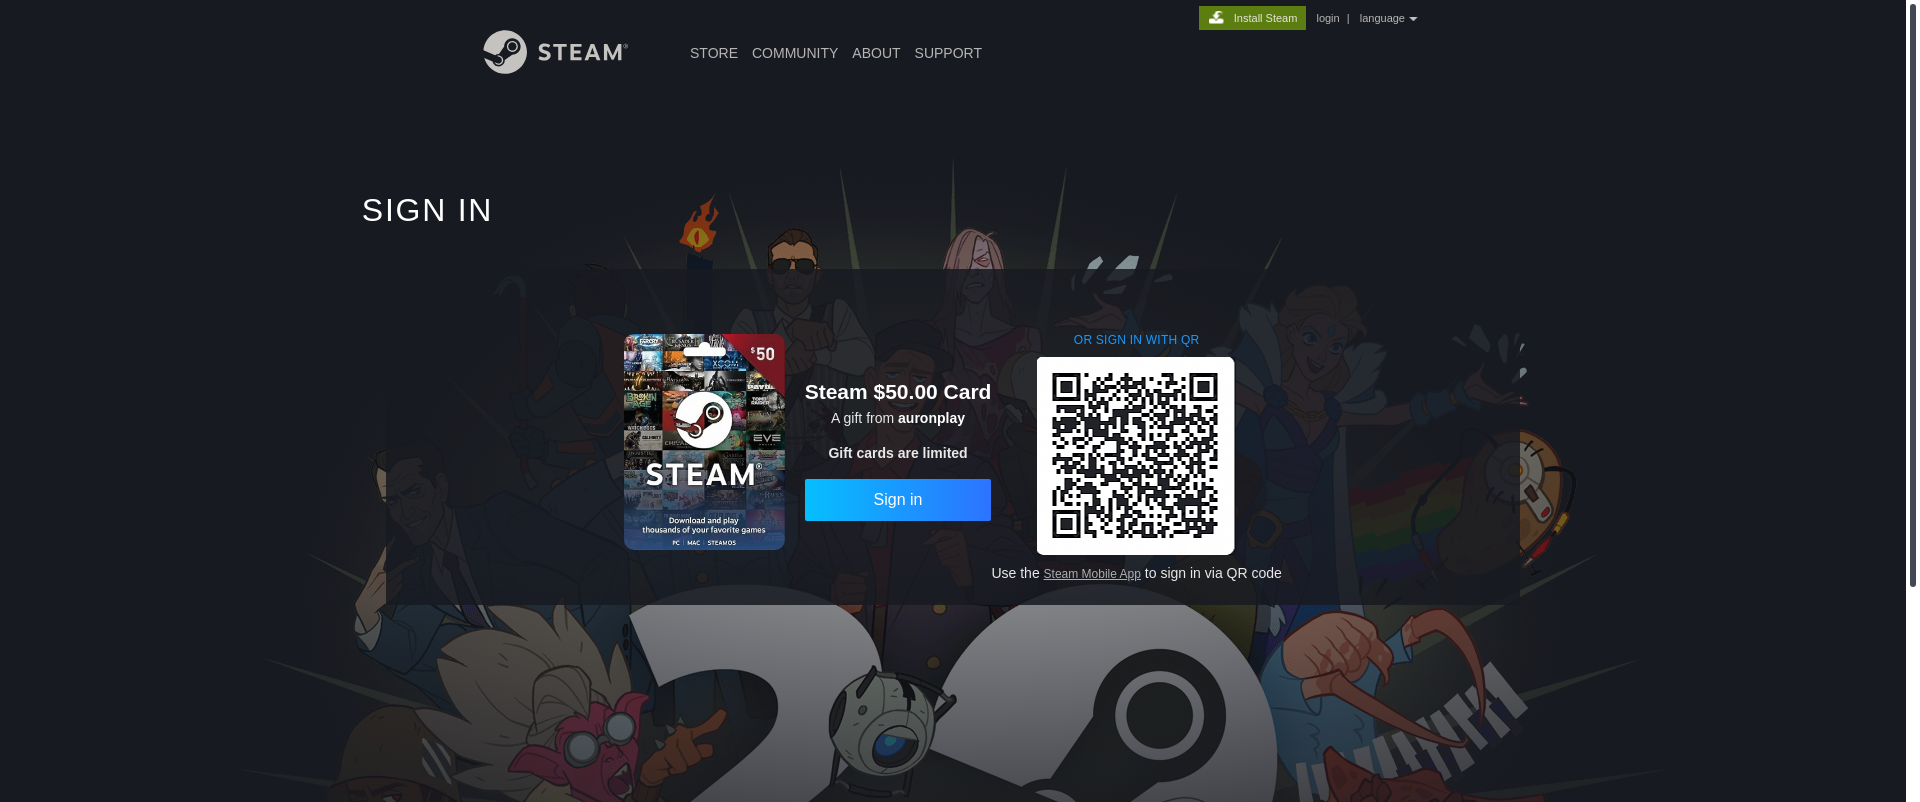 Install Steam
login | language
STEAM®
STORE COMMUNITY ABOUT SUPPORT
SIGN IN
$50
STEAM®
Download and play
thousands of your favorite games
PC | MAC | STEAMOS
Steam $50.00 Card
A gift from auronplay
Gift cards are limited
Sign in
OR SIGN IN WITH QR
Use the Steam Mobile App to sign in via QR code